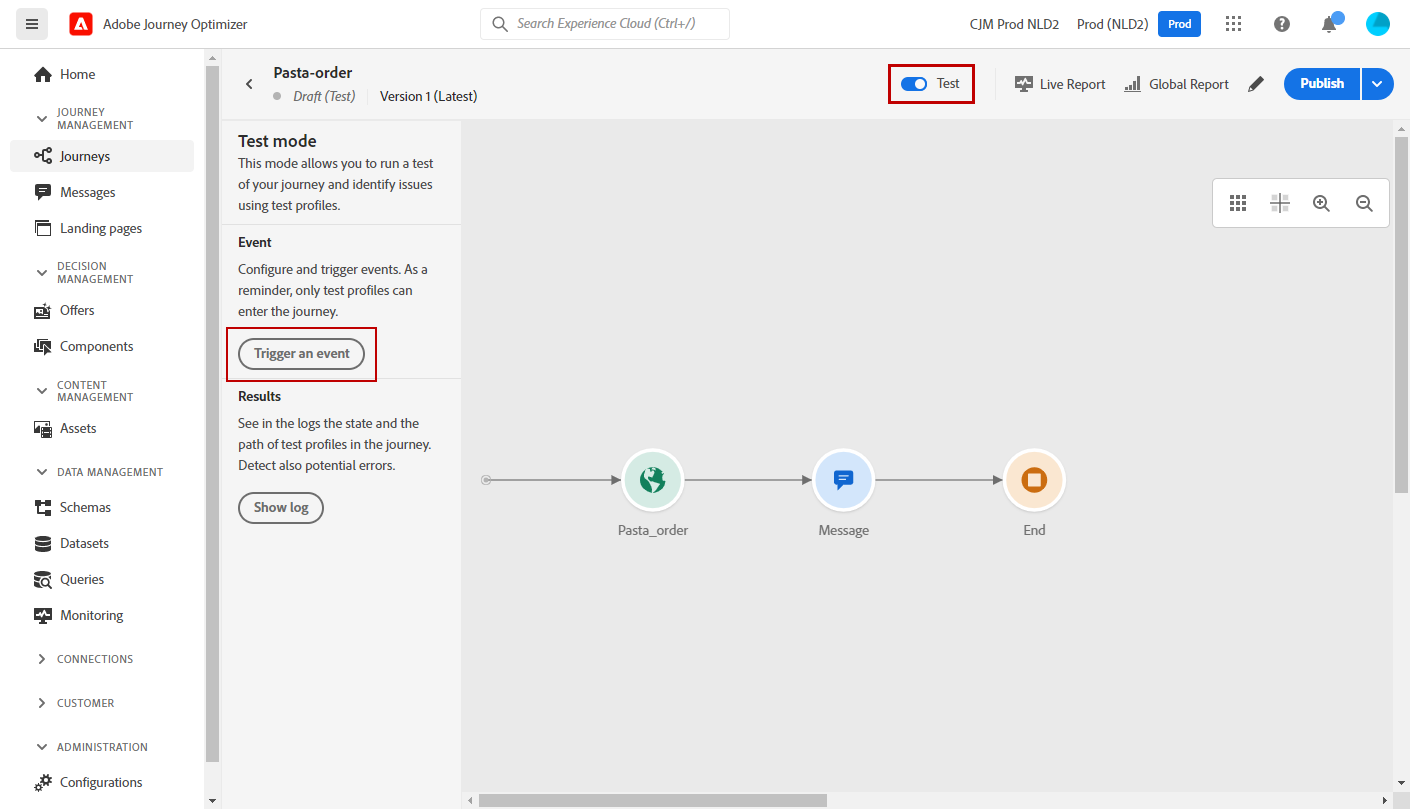 Adobe Journey Optimizer
Search Experience Cloud (Ctrl+/)
CJM Prod NLD2
Prod (NLD2)
Prod
Home
JOURNEY
MANAGEMENT
Journeys
Messages
Landing pages
DECISION
MANAGEMENT
Offers
Components
CONTENT
MANAGEMENT
Assets
DATA MANAGEMENT
Schemas
Datasets
Queries
Monitoring
CONNECTIONS
CUSTOMER
ADMINISTRATION
Configurations
Pasta-order
Draft (Test)
Version 1 (Latest)
Test
Live Report
Global Report
Publish
Test mode
This mode allows you to run a test
of your journey and identify issues
using test profiles.
Event
Configure and trigger events. As a
reminder, only test profiles can
enter the journey.
Trigger an event
Results
See in the logs the state and the
path of test profiles in the journey.
Detect also potential errors.
Show log
Pasta_order
Message
End